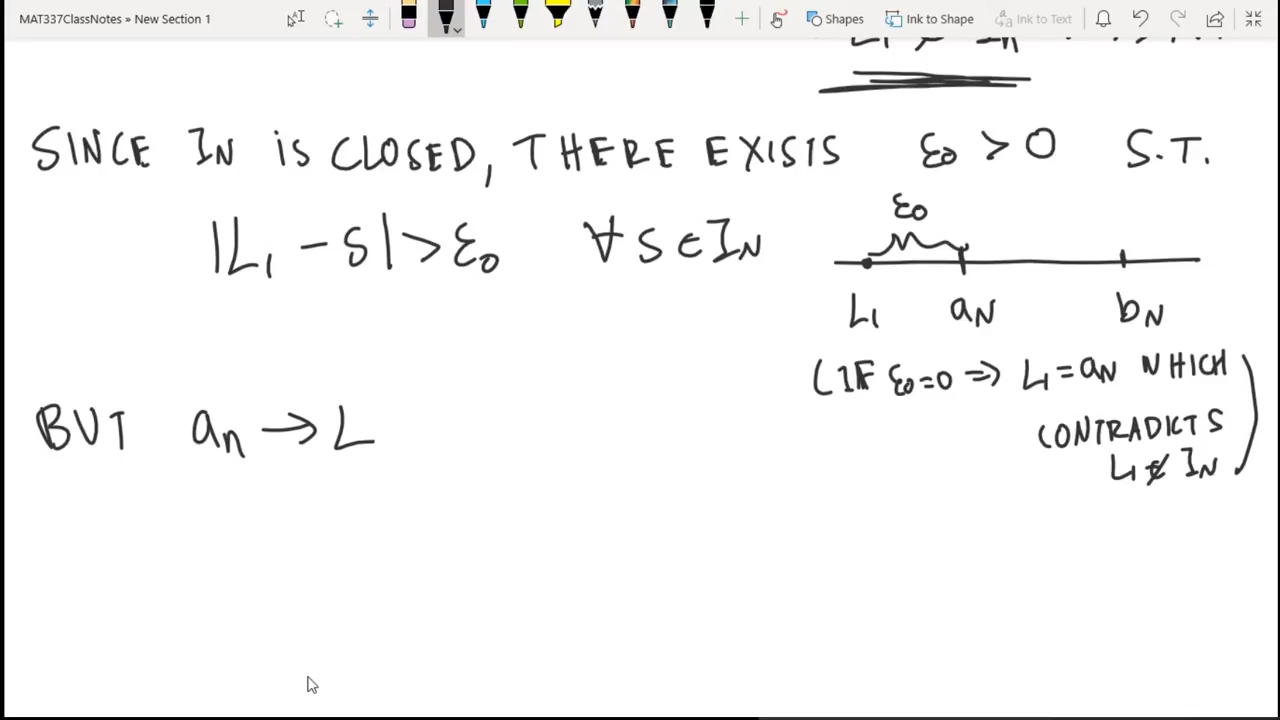 MAT337ClassNotes » New Section 1
Shapes
Ink to Shape
Ink to Text
SINCE IN is CLOSED, THERE EXISTS ε0 > 0 S.T.
|L1 - S| > ε0 ∀ S ∈ IN
ε0
L1 aN bN
(IF ε0=0 => L1 = aN WHICH
CONTRADICTS
L1 ∉ IN)
BUT an → L